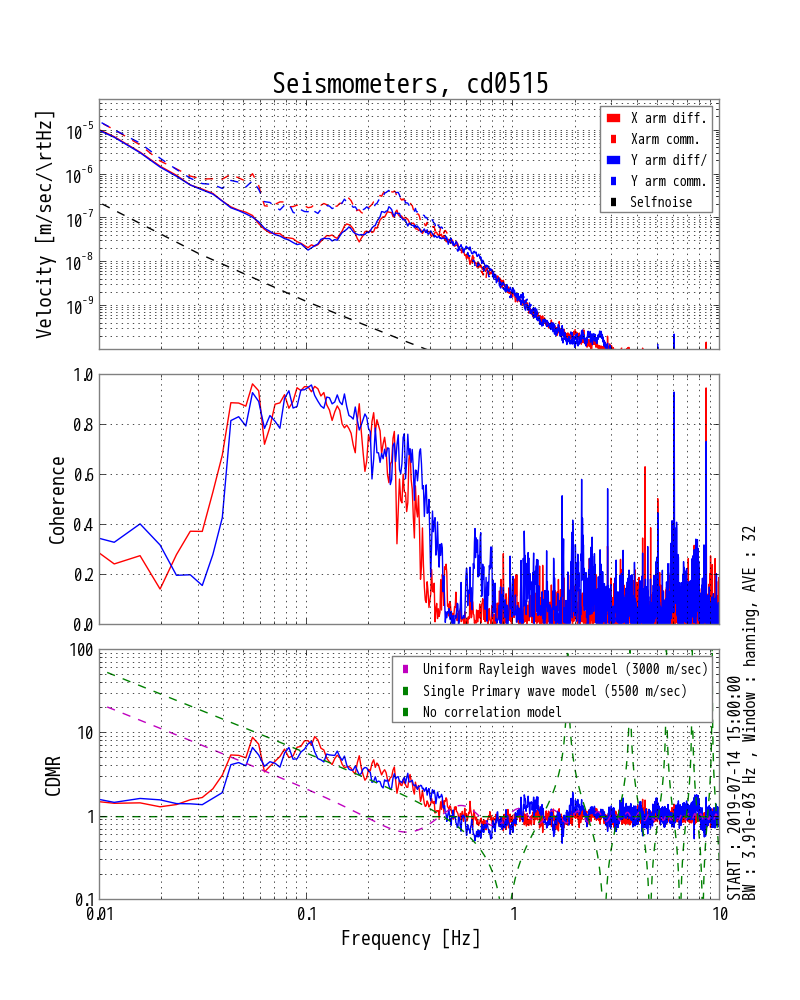 Seismometers, cd0515
Velocity [m/sec/\rtHz]
10^-5
10^-6
10^-7
10^-8
10^-9
X arm diff.
Xarm comm.
Y arm diff/
Y arm comm.
Selfnoise
Coherence
1.0
0.8
0.6
0.4
0.2
0.0
CDMR
100
10
1
0.1
Uniform Rayleigh waves model (3000 m/sec)
Single Primary wave model (5500 m/sec)
No correlation model
0.01
0.1
1
10
Frequency [Hz]
START : 2019-07-14 15:00:00
BW : 3.91e-03 Hz , Window : hanning, AVE : 32